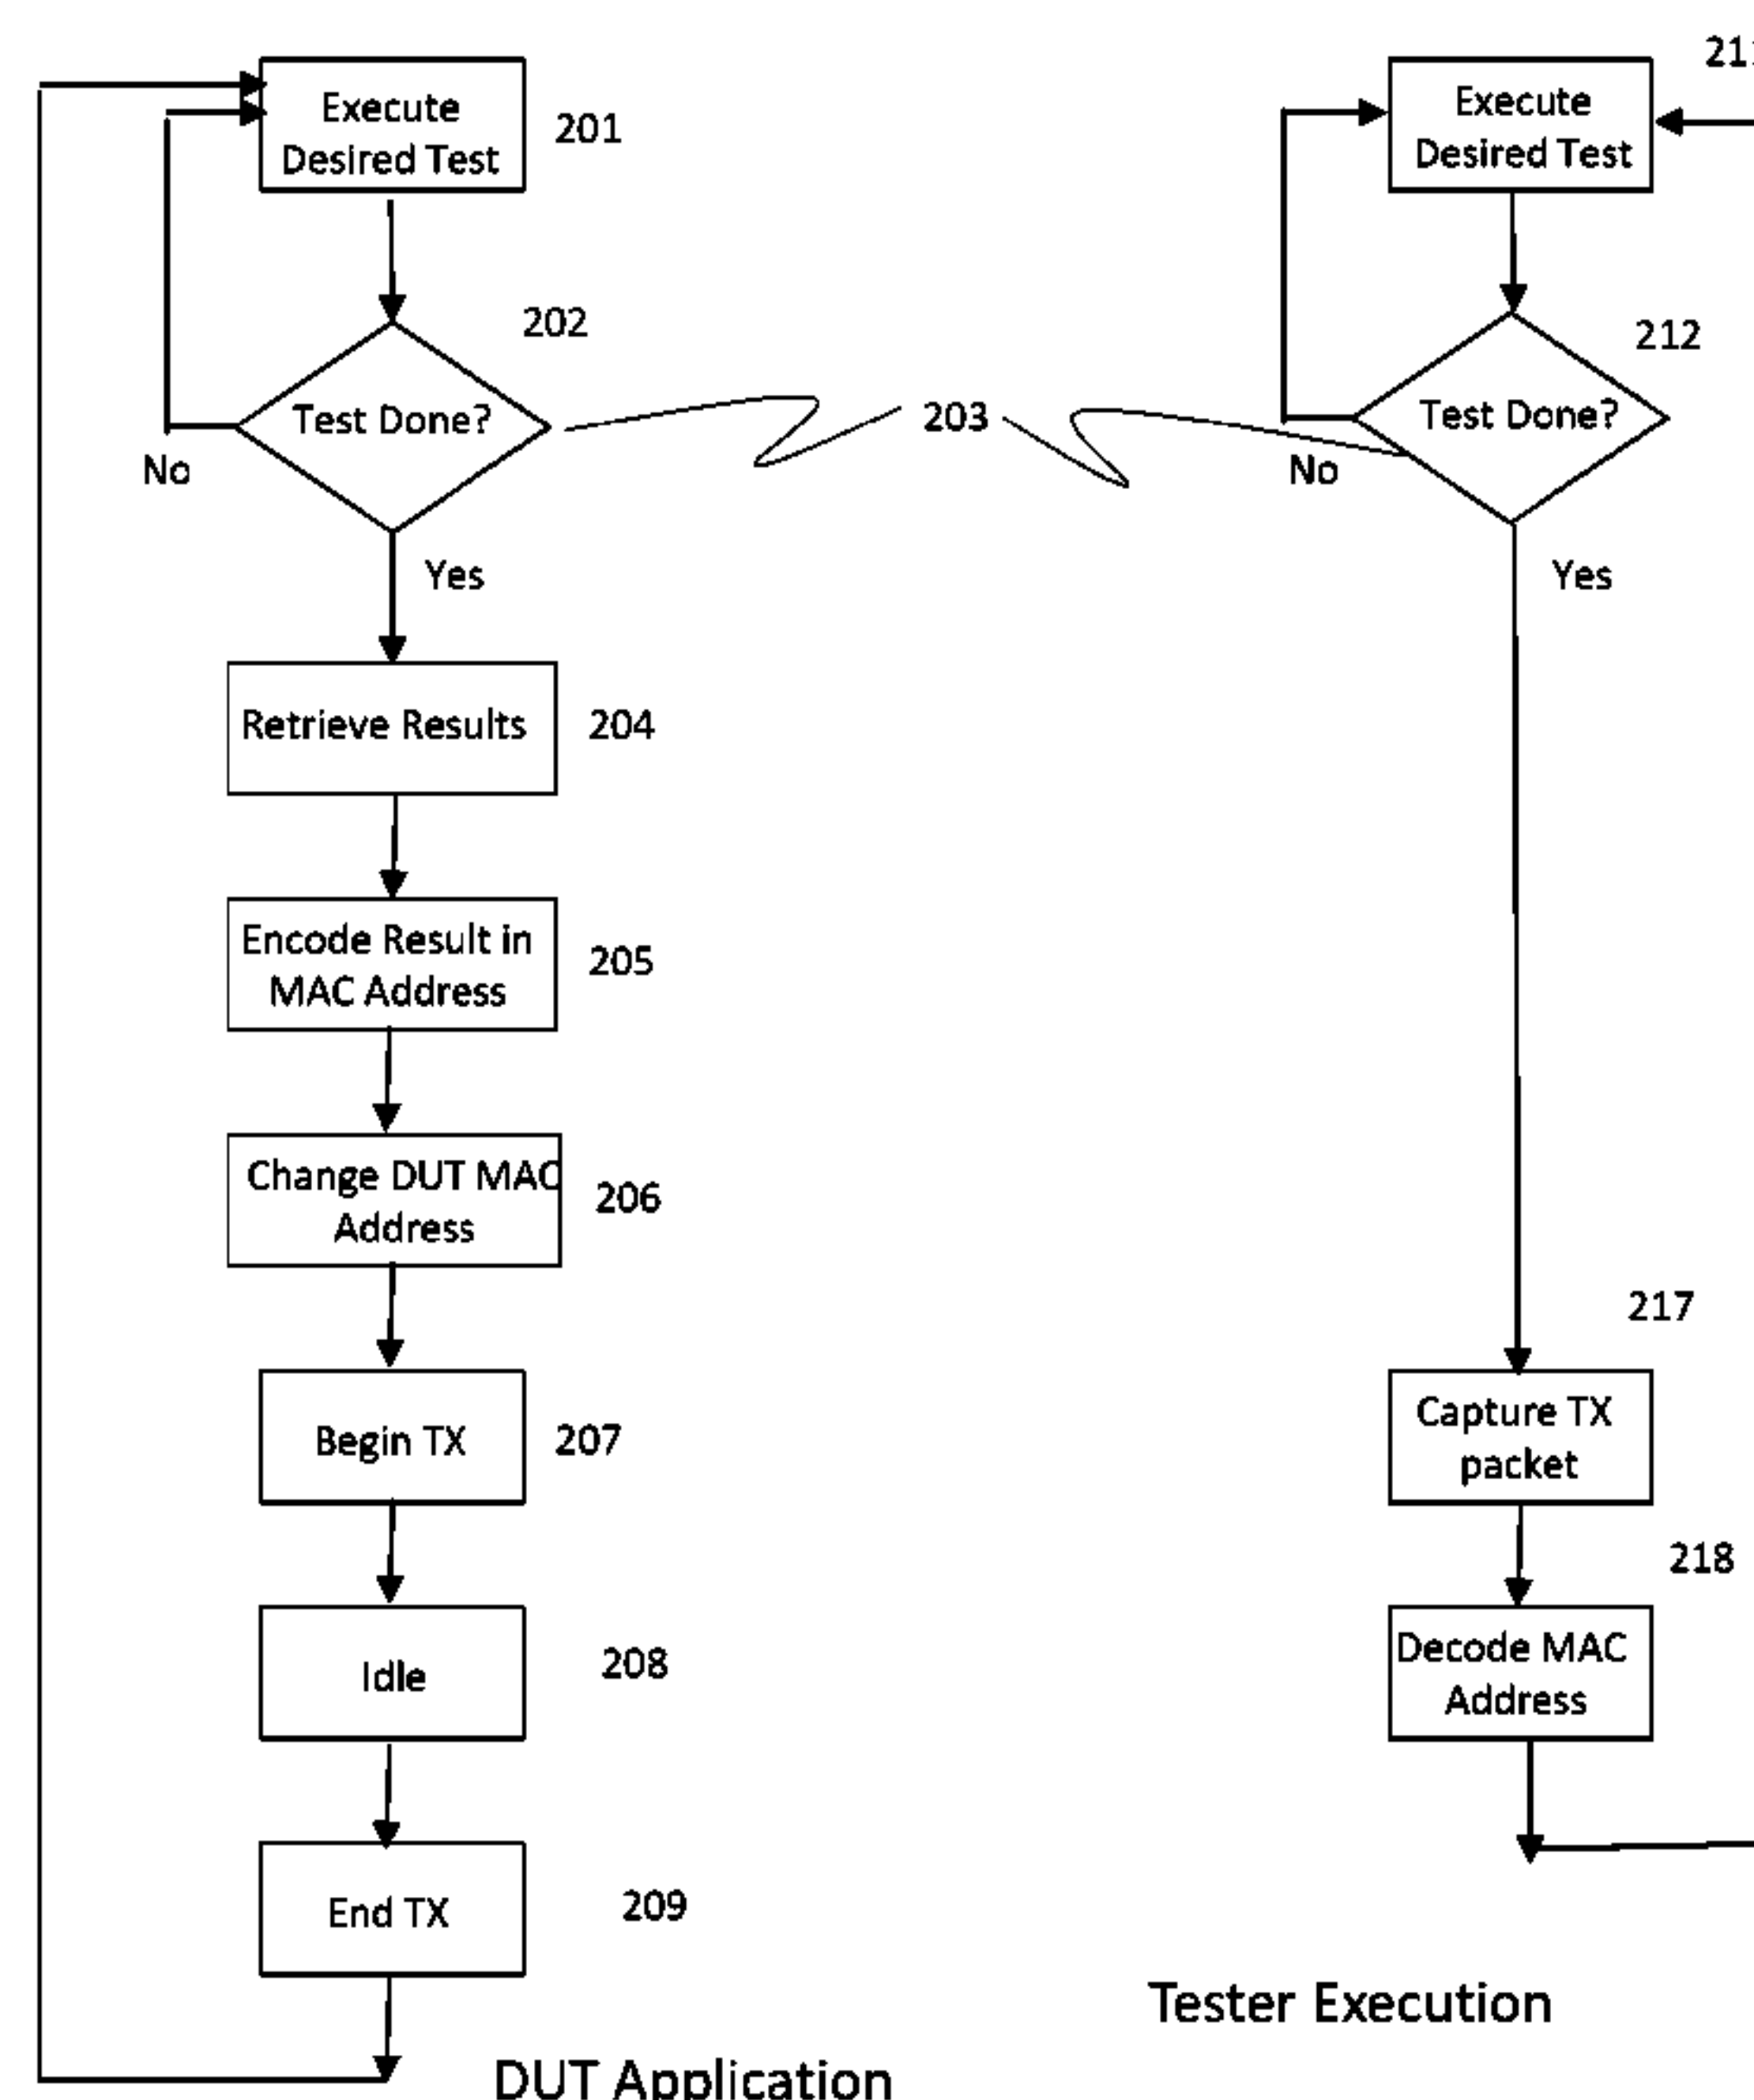 Execute
Desired Test
201
202
Test Done?
No
Yes
Retrieve Results
204
Encode Result in
MAC Address
205
Change DUT MAC
Address
206
Begin TX
207
Idle
208
End TX
209
DUT Application
203
Execute
Desired Test
212
Test Done?
No
Yes
217
Capture TX
packet
218
Decode MAC
Address
Tester Execution